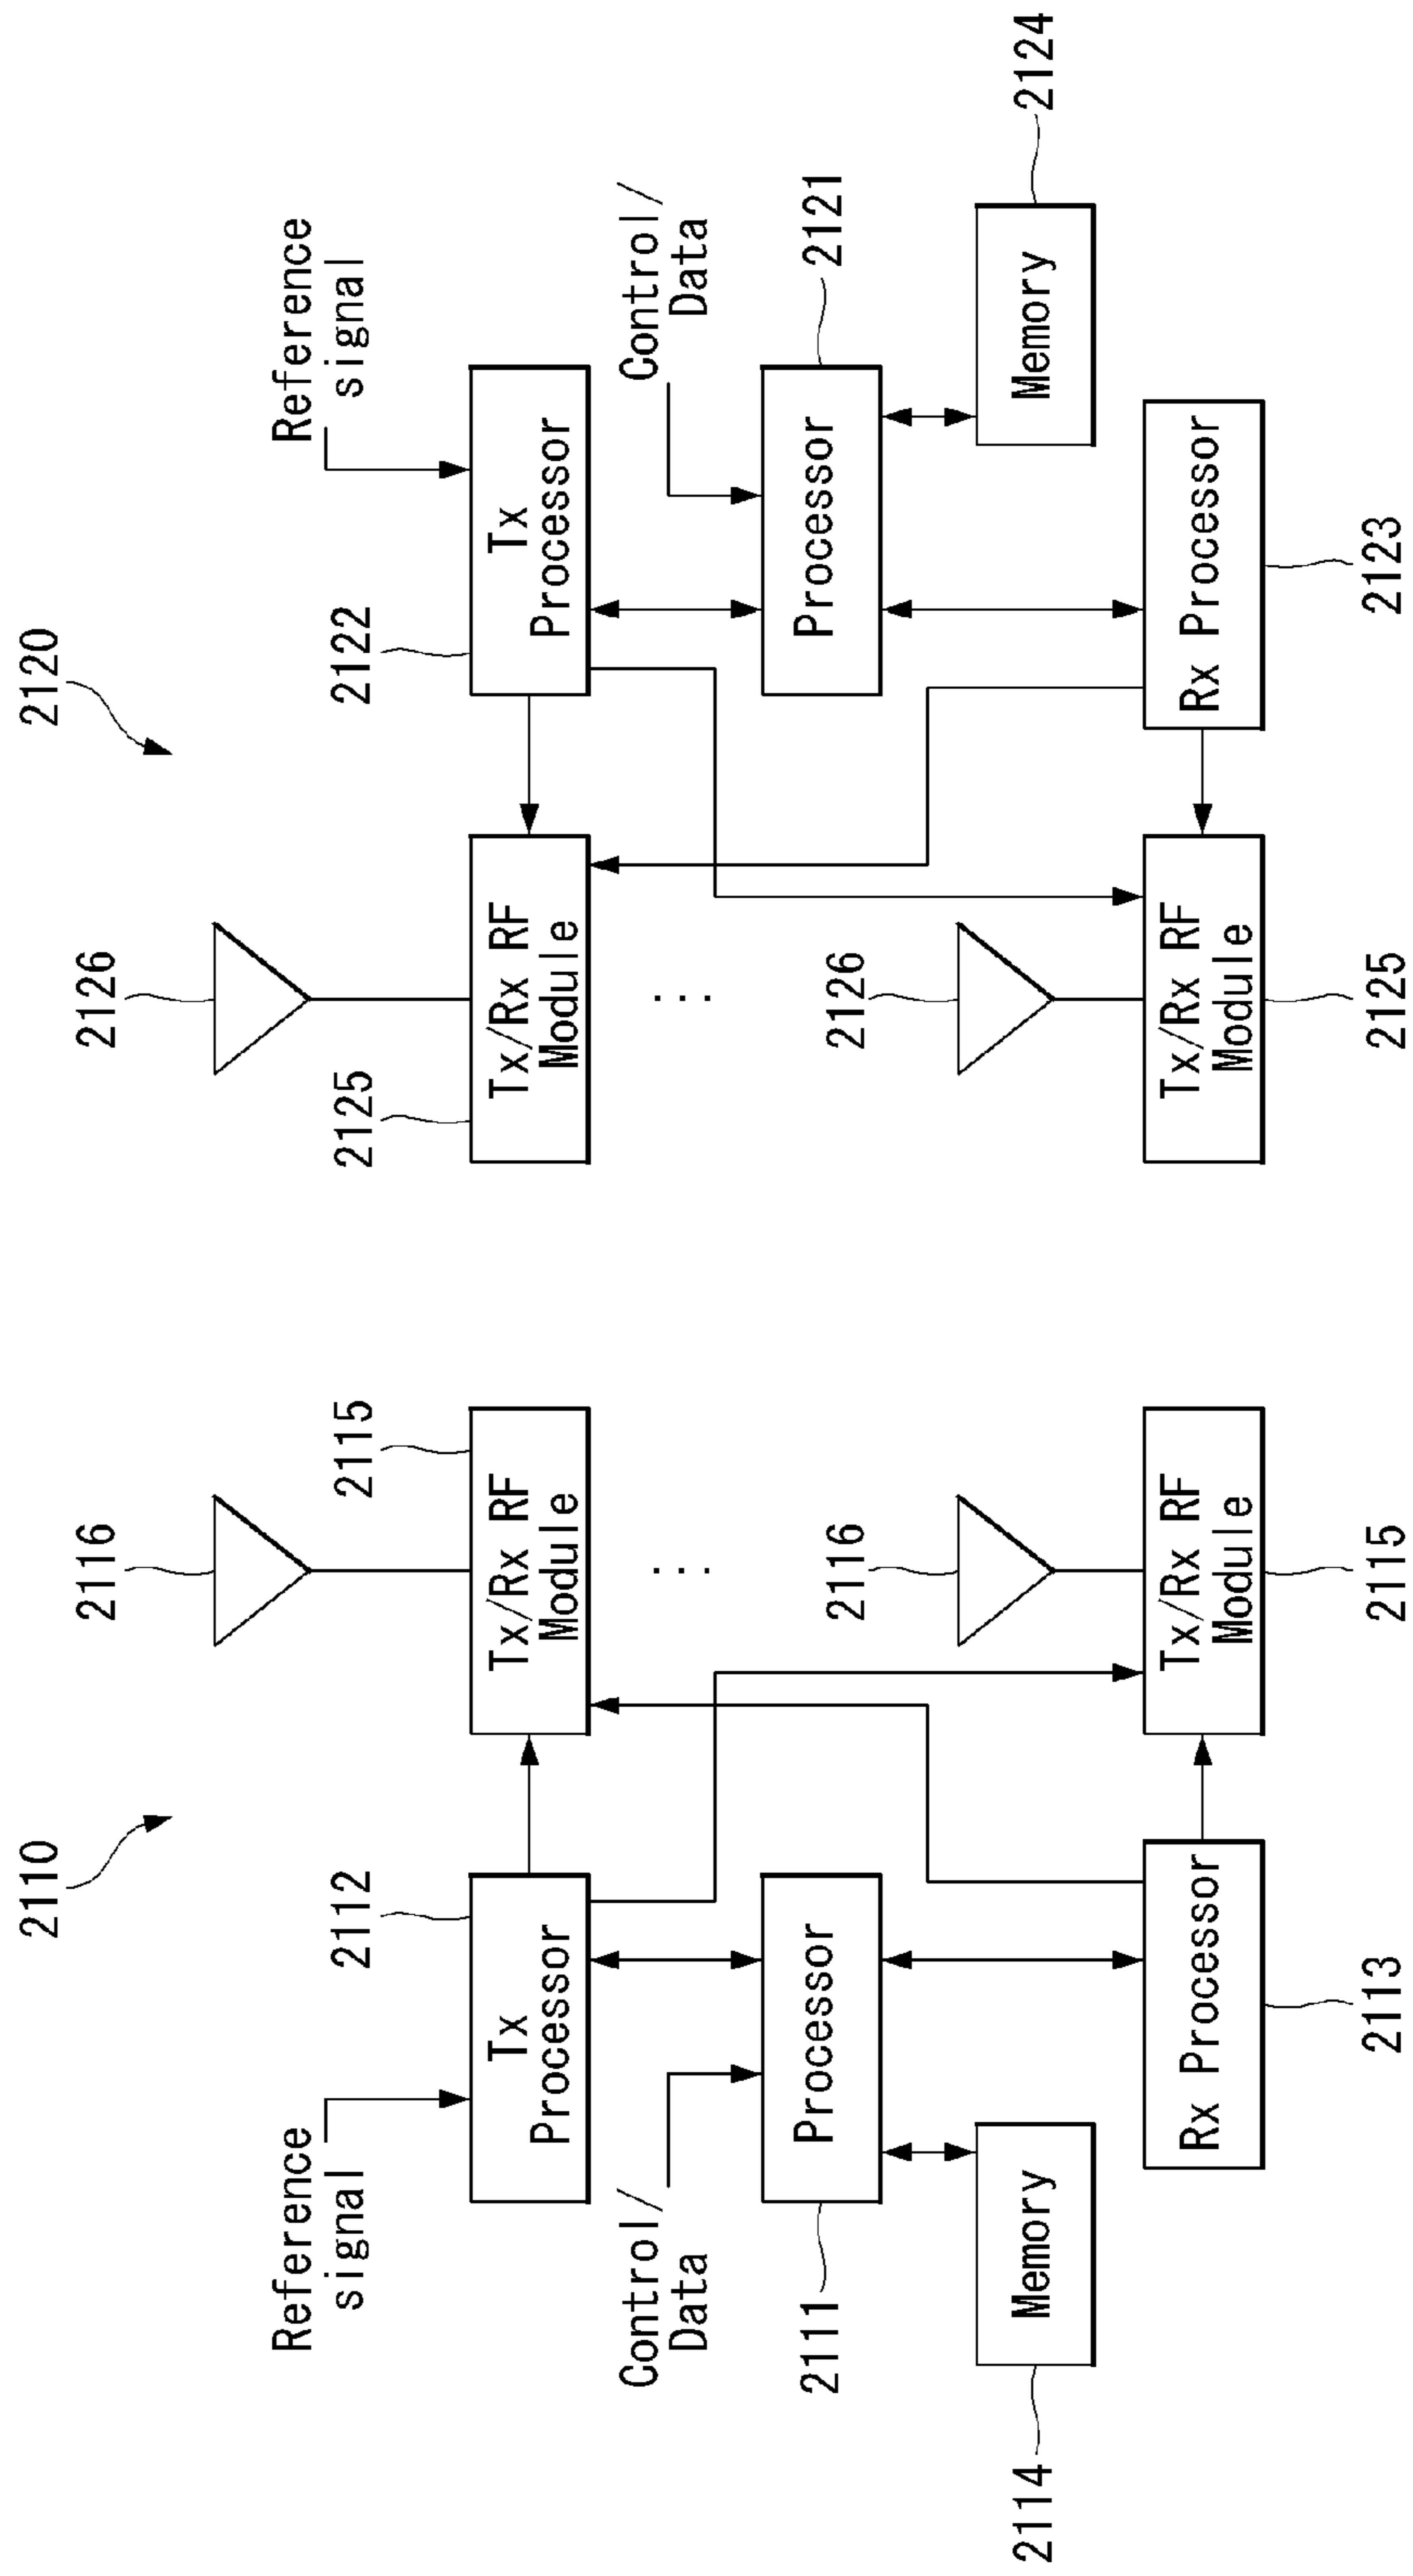 2110
2120
2116
2126
Reference
signal
2112
2115
2125
2122
Reference
signal
Tx
Processor
Tx/Rx RF
Module
Tx/Rx RF
Module
Tx
Processor
Control/
Data
...
...
Control/
Data
2111
Processor
2116
2126
Processor
2121
2114
Memory
Memory
2124
Rx Processor
Tx/Rx RF
Module
Tx/Rx RF
Module
Rx Processor
2113
2115
2125
2123